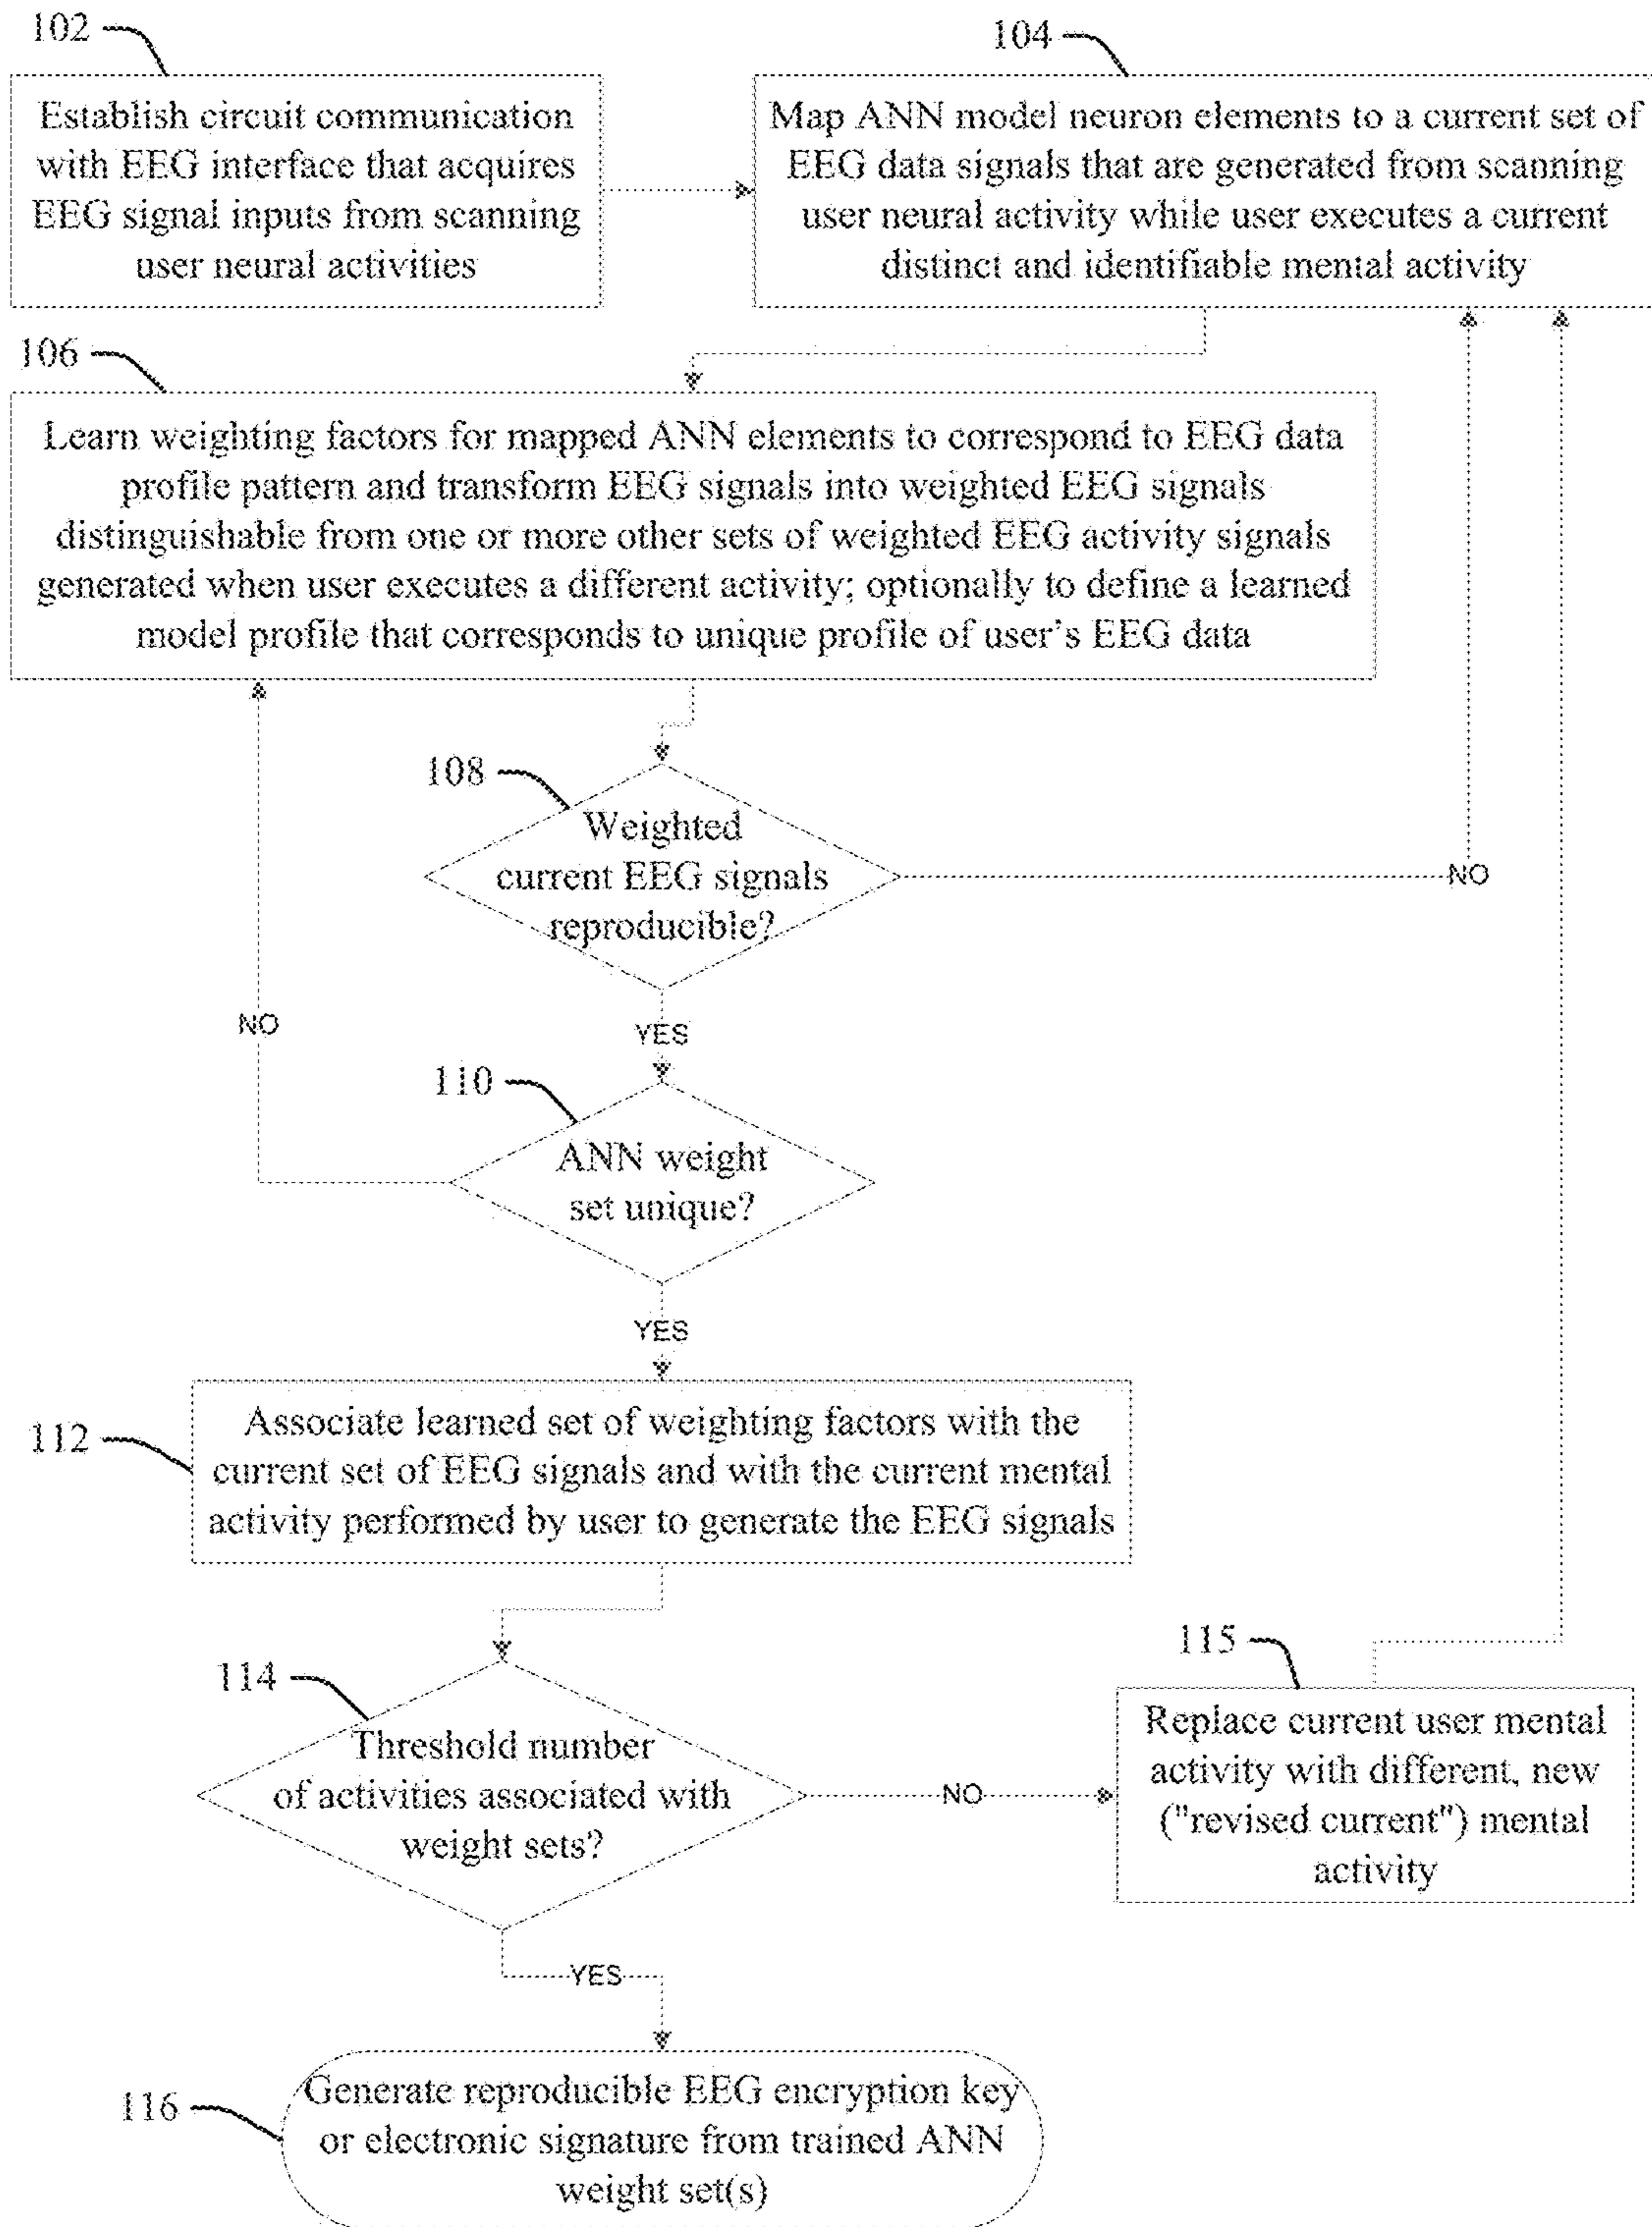 102
104
Establish circuit communication
with EEG interface that acquires
EEG signal inputs from scanning
user neural activities
Map ANN model neuron elements to a current set of
EEG data signals that are generated from scanning
user neural activity while user executes a current
distinct and identifiable mental activity
106
Learn weighting factors for mapped ANN elements to correspond to EEG data
profile pattern and transform EEG signals into weighted EEG signals
distinguishable from one or more other sets of weighted EEG activity signals
generated when user executes a different activity; optionally to define a learned
model profile that corresponds to unique profile of user's EEG data
108
Weighted
current EEG signals
reproducible?
NO
NO
YES
110
ANN weight
set unique?
YES
112
Associate learned set of weighting factors with the
current set of EEG signals and with the current mental
activity performed by user to generate the EEG signals
114
Threshold number
of activities associated with
weight sets?
NO
115
Replace current user mental
activity with different, new
("revised current") mental
activity
YES
116
Generate reproducible EEG encryption key
or electronic signature from trained ANN
weight set(s)